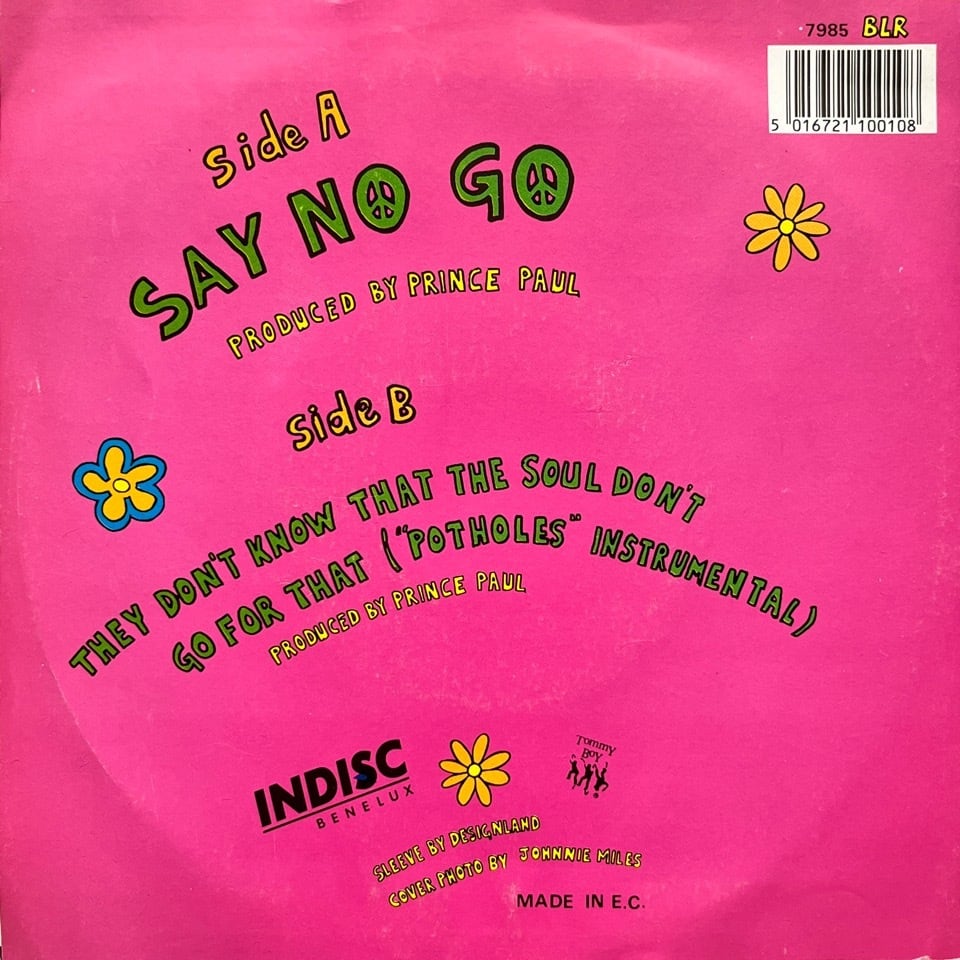 7985 BLR
5 016721 100108
side A
SAY NO GO
PRODUCED BY PRINCE PAUL
side B
THEY DON'T KNOW THAT THE SOUL DON'T
GO FOR THAT ("POTHOLES" INSTRUMENTAL)
PRODUCED BY PRINCE PAUL
INDISC
BENELUX
Tommy
Boy
SLEEVE BY DESIGNLAND
COVER PHOTO BY JOHNNIE MILES
MADE IN E.C.